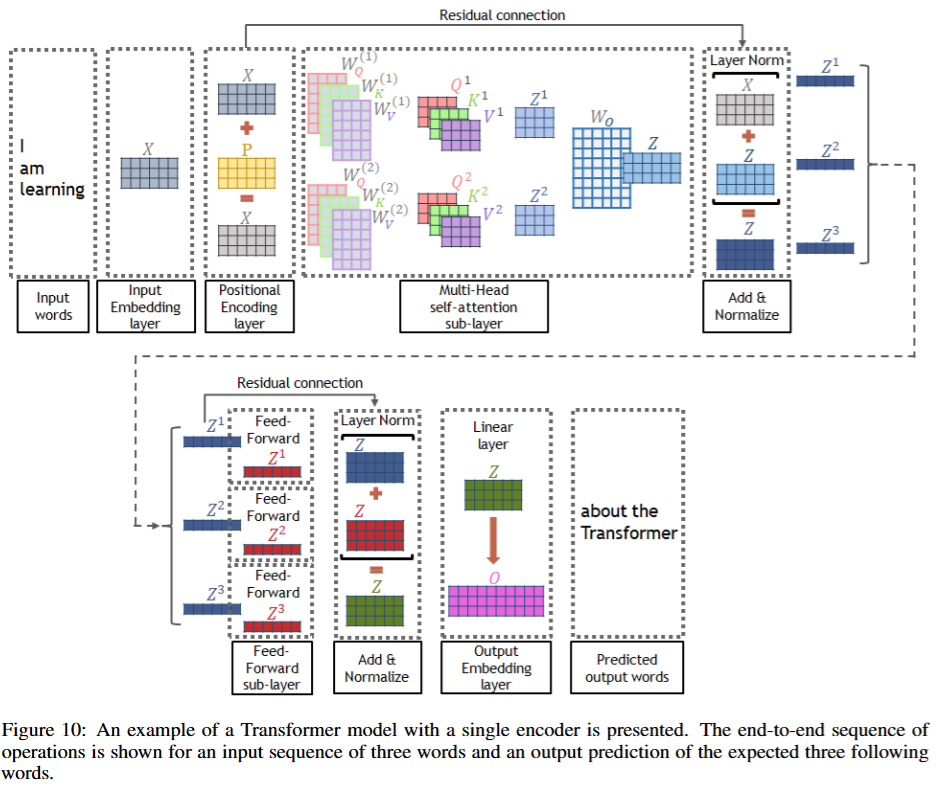 Residual connection
I
am
learning
X
X
+
P
=
X
W_Q^(1)
W_K^(1)
W_V^(1)
Q^1
K^1
V^1
Z^1
W_Q^(2)
W_K^(2)
W_V^(2)
Q^2
K^2
V^2
Z^2
W_O
Z
Layer Norm
X
+
Z
=
Z
Z^1
Z^2
Z^3
Input
words
Input
Embedding
layer
Positional
Encoding
layer
Multi-Head
self-attention
sub-layer
Add &
Normalize
Residual connection
Z^1
Z^2
Z^3
Feed-
Forward
Z^1
Feed-
Forward
Z^2
Feed-
Forward
Z^3
Layer Norm
Z
+
Z
=
Z
Linear
layer
Z
O
about the
Transformer
Feed-
Forward
sub-layer
Add &
Normalize
Output
Embedding
layer
Predicted
output words
Figure 10: An example of a Transformer model with a single encoder is presented. The end-to-end sequence of
operations is shown for an input sequence of three words and an output prediction of the expected three following
words.